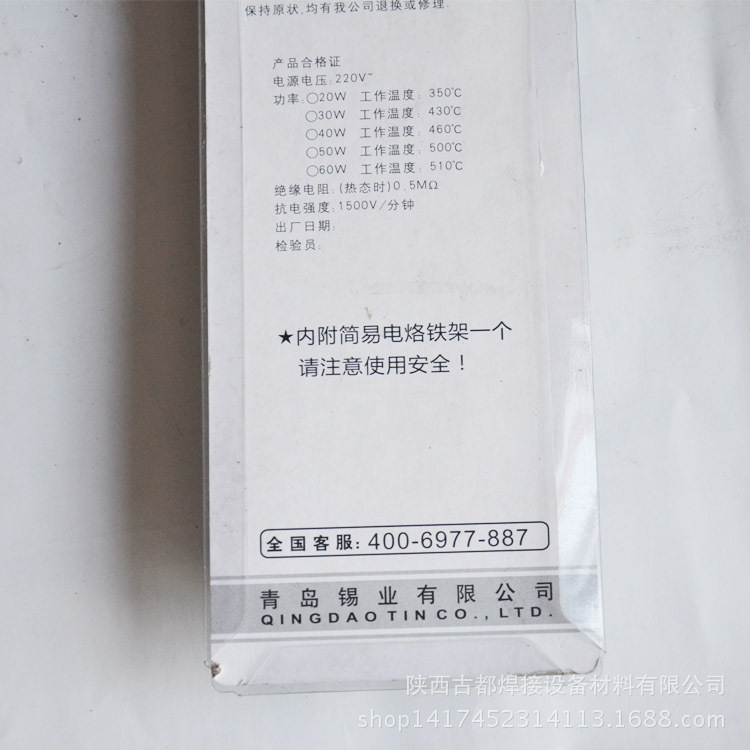 保持原状,均有我公司退换或修理.
产品合格证
电源电压:220V~
功率:○20W 工作温度: 350℃
○30W 工作温度: 430℃
○40W 工作温度: 460℃
○50W 工作温度: 500℃
○60W 工作温度: 510℃
绝缘电阻:(热态时)0.5MΩ
抗电强度:1500V/分钟
出厂日期:
检验员:
★内附简易电烙铁架一个
请注意使用安全！
全国客服: 400-6977-887
青岛锡业有限公司
QINGDAO TIN CO., LTD.
陕西古都焊接设备材料有限公司
shop1417452314113.1688.com